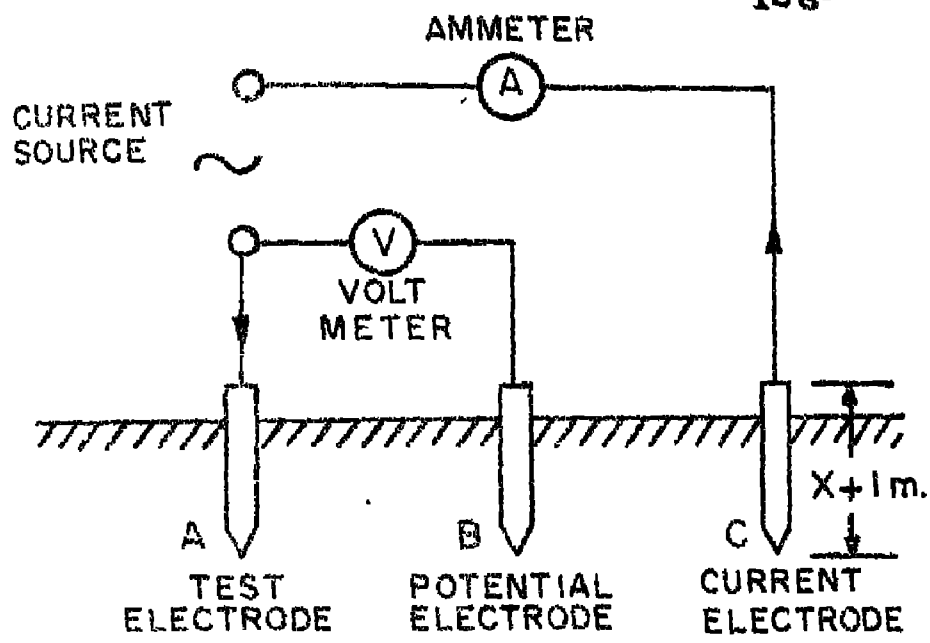 AMMETER
A
CURRENT
SOURCE
V
VOLT
METER
X+1m.
A
B
C
TEST
ELECTRODE
POTENTIAL
ELECTRODE
CURRENT
ELECTRODE